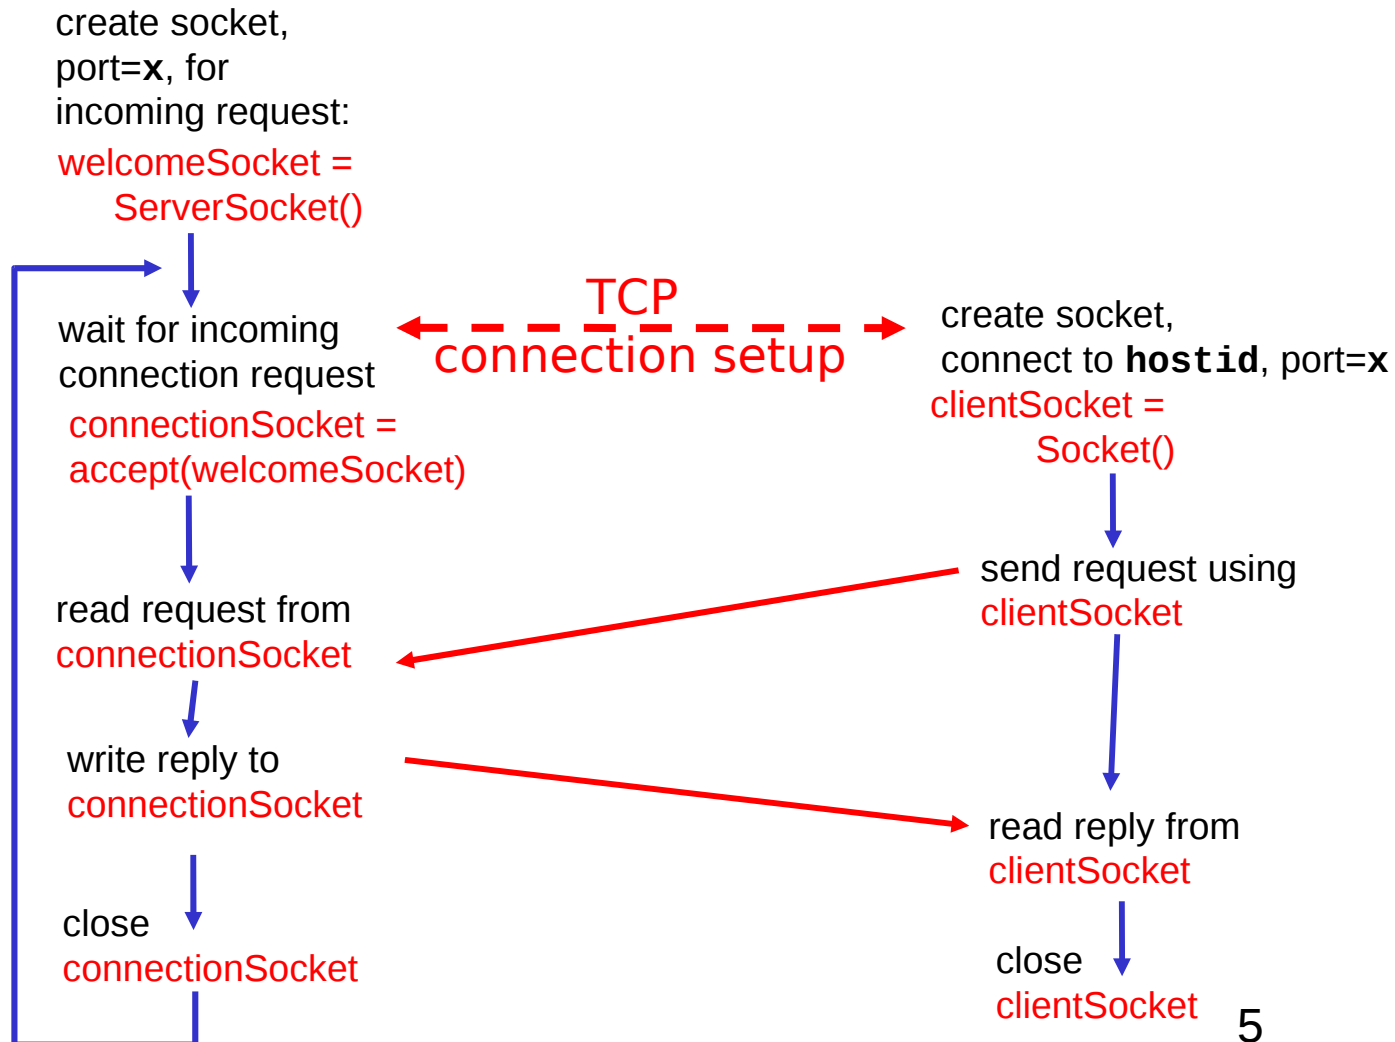 create socket,
port=x, for
incoming request:
welcomeSocket =
ServerSocket()
wait for incoming
connection request
connectionSocket =
accept(welcomeSocket)
read request from
connectionSocket
write reply to
connectionSocket
close
connectionSocket
TCP
connection setup
create socket,
connect to hostid, port=x
clientSocket =
Socket()
send request using
clientSocket
read reply from
clientSocket
close
clientSocket
5